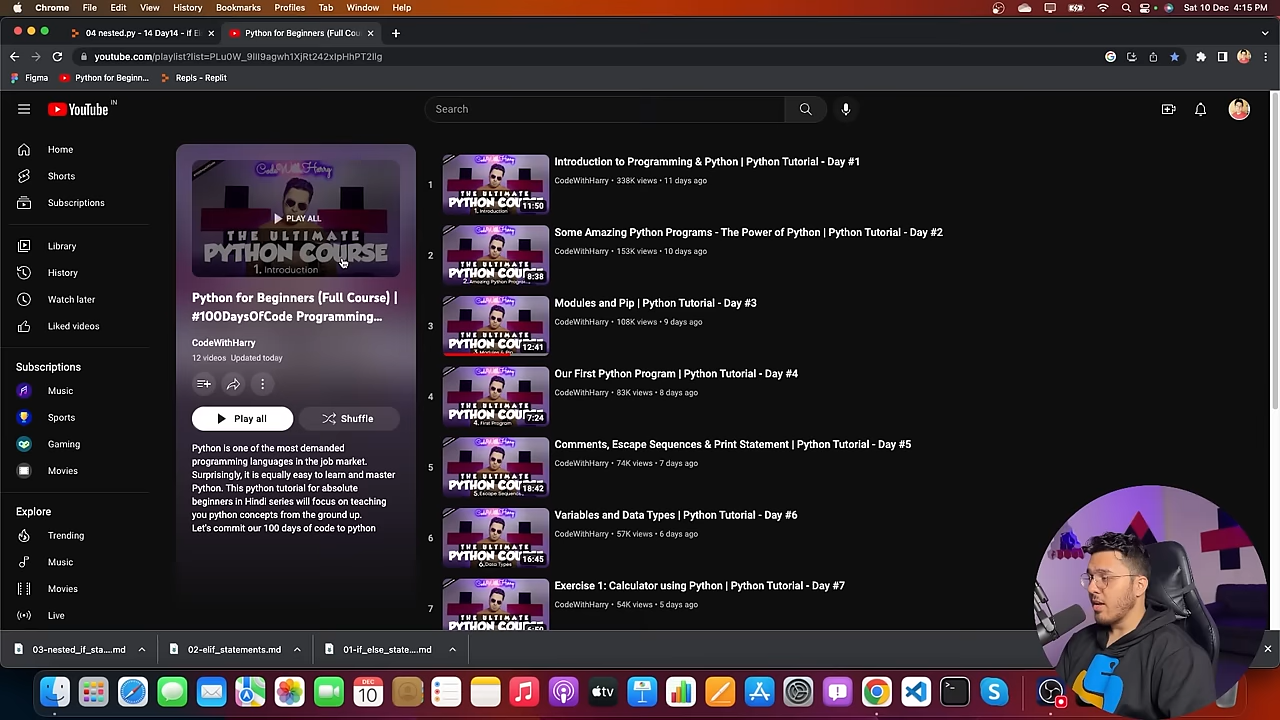 Chrome File Edit View History Bookmarks Profiles Tab Window Help Sat 10 Dec 4:15 PM
04 nested.py - 14 Day14 - If El
Python for Beginners (Full Cou
youtube.com/playlist?list=PLu0W_9lII9agwh1XjRt242xIpHhPT2llg
Figma Python for Beginn... Repls - Replit
YouTube IN
Search
Home
Shorts
Subscriptions
Library
History
Watch later
Liked videos
Subscriptions
Music
Sports
Gaming
Movies
Explore
Trending
Music
Movies
Live
CodeWithHarry
PLAY ALL
THE ULTIMATE
PYTHON COURSE
1. Introduction
Python for Beginners (Full Course) |
#100DaysOfCode Programming...
CodeWithHarry
12 videos Updated today
Play all Shuffle
Python is one of the most demanded
programming languages in the job market.
Surprisingly, it is equally easy to learn and master
Python. This python tutorial for absolute
beginners in Hindi series will focus on teaching
you python concepts from the ground up.
Let's commit our 100 days of code to python
1
11:50
Introduction to Programming & Python | Python Tutorial - Day #1
CodeWithHarry • 338K views • 11 days ago
2
8:38
Some Amazing Python Programs - The Power of Python | Python Tutorial - Day #2
CodeWithHarry • 153K views • 10 days ago
3
12:41
Modules and Pip | Python Tutorial - Day #3
CodeWithHarry • 108K views • 9 days ago
4
7:24
Our First Python Program | Python Tutorial - Day #4
CodeWithHarry • 83K views • 8 days ago
5
18:42
Comments, Escape Sequences & Print Statement | Python Tutorial - Day #5
CodeWithHarry • 74K views • 7 days ago
6
16:45
Variables and Data Types | Python Tutorial - Day #6
CodeWithHarry • 57K views • 6 days ago
7
Exercise 1: Calculator using Python | Python Tutorial - Day #7
CodeWithHarry • 54K views • 5 days ago
03-nested_if_sta....md 02-elif_statements.md 01-if_else_state....md
DEC
10
tv